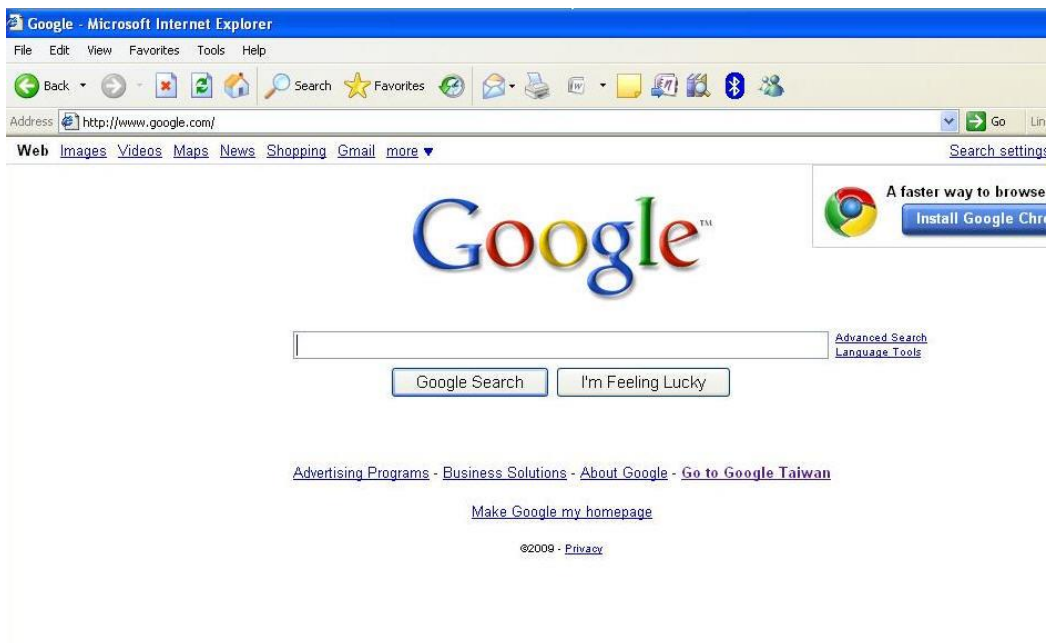 Google - Microsoft Internet Explorer
File Edit View Favorites Tools Help
Back Search Favorites
Address http://www.google.com/ Go Lin
Web Images Videos Maps News Shopping Gmail more ▼ Search settings
A faster way to browse
Install Google Chr
Google™
Advanced Search
Language Tools
Google Search I'm Feeling Lucky
Advertising Programs - Business Solutions - About Google - Go to Google Taiwan
Make Google my homepage
©2009 - Privacy